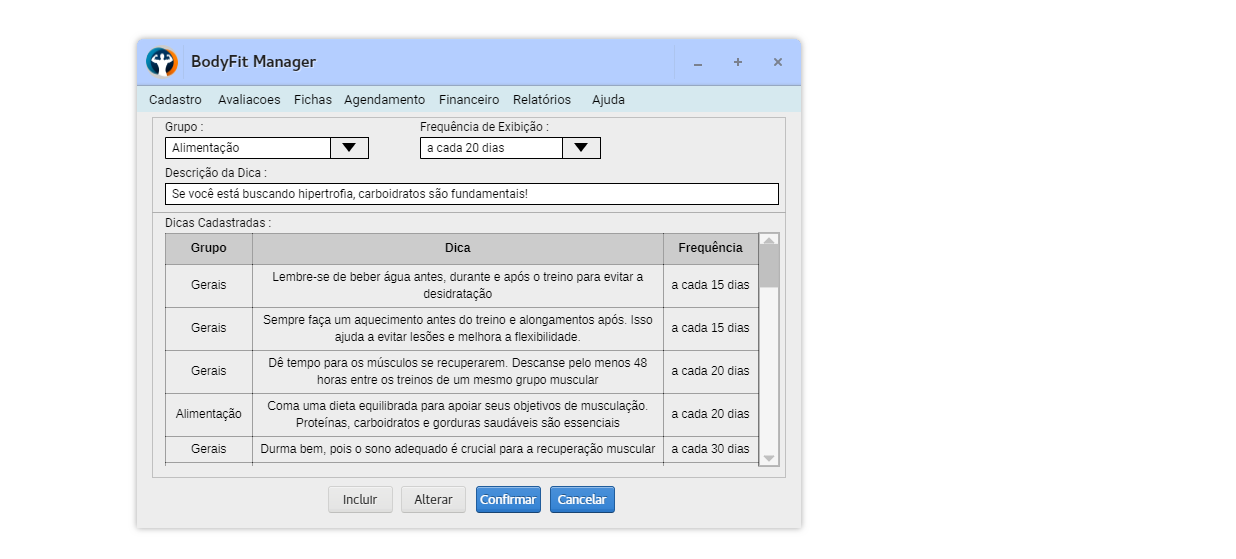 BodyFit Manager
Cadastro Avaliacoes Fichas Agendamento Financeiro Relatórios Ajuda
Grupo : Frequência de Exibição :
Alimentação a cada 20 dias
Descrição da Dica :
Se você está buscando hipertrofia, carboidratos são fundamentais!
Dicas Cadastradas :
Grupo Dica Frequência
Gerais Lembre-se de beber água antes, durante e após o treino para evitar a a cada 15 dias
desidratação
Gerais Sempre faça um aquecimento antes do treino e alongamentos após. Isso a cada 15 dias
ajuda a evitar lesões e melhora a flexibilidade.
Gerais Dê tempo para os músculos se recuperarem. Descanse pelo menos 48 a cada 20 dias
horas entre os treinos de um mesmo grupo muscular
Alimentação Coma uma dieta equilibrada para apoiar seus objetivos de musculação. a cada 20 dias
Proteínas, carboidratos e gorduras saudáveis são essenciais
Gerais Durma bem, pois o sono adequado é crucial para a recuperação muscular a cada 30 dias
Incluir Alterar Confirmar Cancelar